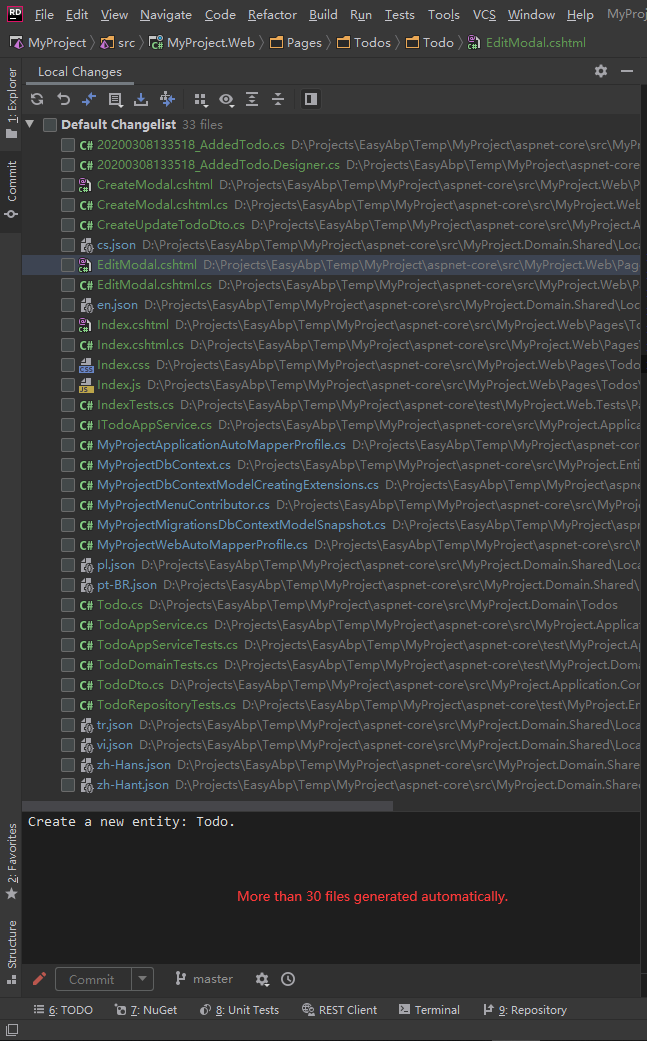 RD File Edit View Navigate Code Refactor Build Run Tests Tools VCS Window Help MyProj
MyProject src MyProject.Web Pages Todos Todo EditModal.cshtml
1: Explorer
Commit
Local Changes
Default Changelist 33 files
C# 20200308133518_AddedTodo.cs D:\Projects\EasyAbp\Temp\MyProject\aspnet-core\src\MyPr
C# 20200308133518_AddedTodo.Designer.cs D:\Projects\EasyAbp\Temp\MyProject\aspnet-core
CreateModal.cshtml D:\Projects\EasyAbp\Temp\MyProject\aspnet-core\src\MyProject.Web\P
C# CreateModal.cshtml.cs D:\Projects\EasyAbp\Temp\MyProject\aspnet-core\src\MyProject.Web
C# CreateUpdateTodoDto.cs D:\Projects\EasyAbp\Temp\MyProject\aspnet-core\src\MyProject.A
cs.json D:\Projects\EasyAbp\Temp\MyProject\aspnet-core\src\MyProject.Domain.Shared\Loca
EditModal.cshtml D:\Projects\EasyAbp\Temp\MyProject\aspnet-core\src\MyProject.Web\Pag
C# EditModal.cshtml.cs D:\Projects\EasyAbp\Temp\MyProject\aspnet-core\src\MyProject.Web\P
en.json D:\Projects\EasyAbp\Temp\MyProject\aspnet-core\src\MyProject.Domain.Shared\Loc
Index.cshtml D:\Projects\EasyAbp\Temp\MyProject\aspnet-core\src\MyProject.Web\Pages\To
C# Index.cshtml.cs D:\Projects\EasyAbp\Temp\MyProject\aspnet-core\src\MyProject.Web\Pages\
CSS Index.css D:\Projects\EasyAbp\Temp\MyProject\aspnet-core\src\MyProject.Web\Pages\Todo
JS Index.js D:\Projects\EasyAbp\Temp\MyProject\aspnet-core\src\MyProject.Web\Pages\Todos\
C# IndexTests.cs D:\Projects\EasyAbp\Temp\MyProject\aspnet-core\test\MyProject.Web.Tests\Pa
C# ITodoAppService.cs D:\Projects\EasyAbp\Temp\MyProject\aspnet-core\src\MyProject.Applica
C# MyProjectApplicationAutoMapperProfile.cs D:\Projects\EasyAbp\Temp\MyProject\aspnet-co
C# MyProjectDbContext.cs D:\Projects\EasyAbp\Temp\MyProject\aspnet-core\src\MyProject.Enti
C# MyProjectDbContextModelCreatingExtensions.cs D:\Projects\EasyAbp\Temp\MyProject\aspne
C# MyProjectMenuContributor.cs D:\Projects\EasyAbp\Temp\MyProject\aspnet-core\src\MyProj
C# MyProjectMigrationsDbContextModelSnapshot.cs D:\Projects\EasyAbp\Temp\MyProject\aspn
C# MyProjectWebAutoMapperProfile.cs D:\Projects\EasyAbp\Temp\MyProject\aspnet-core\src\M
pl.json D:\Projects\EasyAbp\Temp\MyProject\aspnet-core\src\MyProject.Domain.Shared\Loca
pt-BR.json D:\Projects\EasyAbp\Temp\MyProject\aspnet-core\src\MyProject.Domain.Shared\
C# Todo.cs D:\Projects\EasyAbp\Temp\MyProject\aspnet-core\src\MyProject.Domain\Todos
C# TodoAppService.cs D:\Projects\EasyAbp\Temp\MyProject\aspnet-core\src\MyProject.Applicat
C# TodoAppServiceTests.cs D:\Projects\EasyAbp\Temp\MyProject\aspnet-core\test\MyProject.Ap
C# TodoDomainTests.cs D:\Projects\EasyAbp\Temp\MyProject\aspnet-core\test\MyProject.Doma
C# TodoDto.cs D:\Projects\EasyAbp\Temp\MyProject\aspnet-core\src\MyProject.Application.Con
C# TodoRepositoryTests.cs D:\Projects\EasyAbp\Temp\MyProject\aspnet-core\test\MyProject.En
tr.json D:\Projects\EasyAbp\Temp\MyProject\aspnet-core\src\MyProject.Domain.Shared\Loca
vi.json D:\Projects\EasyAbp\Temp\MyProject\aspnet-core\src\MyProject.Domain.Shared\Loca
zh-Hans.json D:\Projects\EasyAbp\Temp\MyProject\aspnet-core\src\MyProject.Domain.Share
zh-Hant.json D:\Projects\EasyAbp\Temp\MyProject\aspnet-core\src\MyProject.Domain.Shared
Create a new entity: Todo.
More than 30 files generated automatically.
2: Favorites
Structure
Commit master
6: TODO 7: NuGet 8: Unit Tests REST Client Terminal 9: Repository